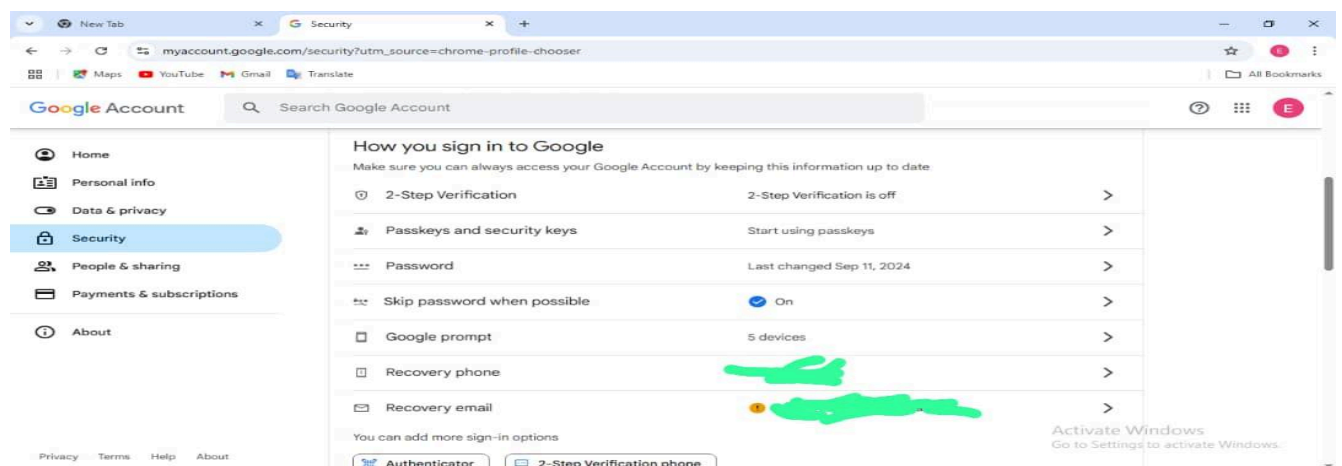 New Tab
Security
myaccount.google.com/security?utm_source=chrome-profile-chooser
E
Maps YouTube Gmail Translate
All Bookmarks
Google Account
Search Google Account
E
Home
Personal info
Data & privacy
Security
People & sharing
Payments & subscriptions
About
How you sign in to Google
Make sure you can always access your Google Account by keeping this information up to date
2-Step Verification 2-Step Verification is off
Passkeys and security keys Start using passkeys
Password Last changed Sep 11, 2024
Skip password when possible On
Google prompt 5 devices
Recovery phone
Recovery email
You can add more sign-in options
Authenticator 2-Step Verification phone
Privacy Terms Help About
Activate Windows
Go to Settings to activate Windows.